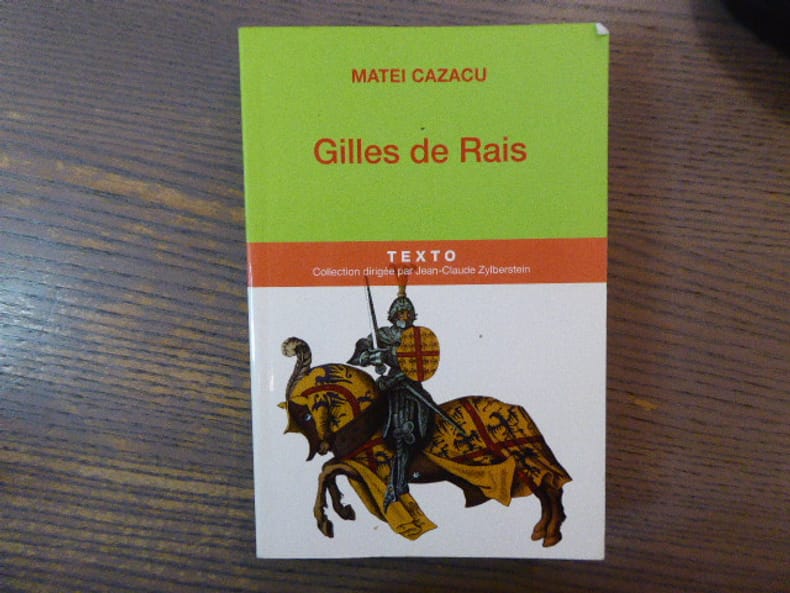 MATEI CAZACU
Gilles de Rais
TEXTO
Collection dirigée par Jean-Claude Zylberstein